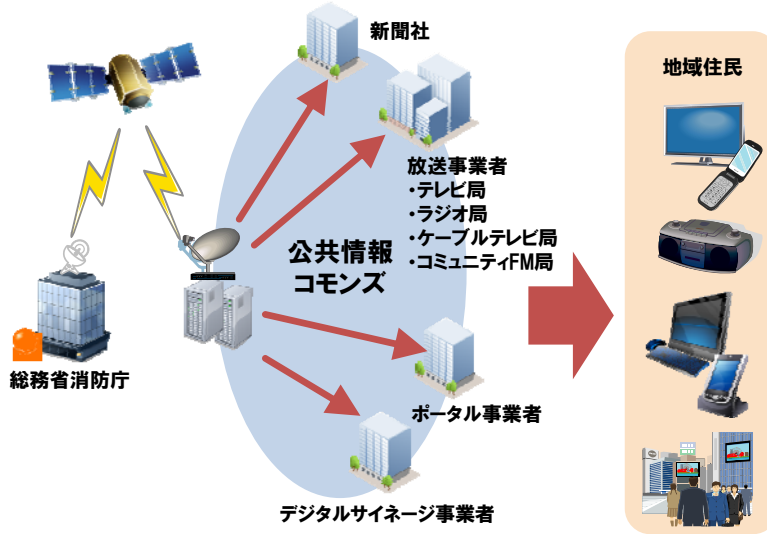 新聞社
地域住民
放送事業者
・テレビ局
・ラジオ局
・ケーブルテレビ局
・コミュニティFM局
公共情報
コモンズ
総務省消防庁
ポータル事業者
デジタルサイネージ事業者